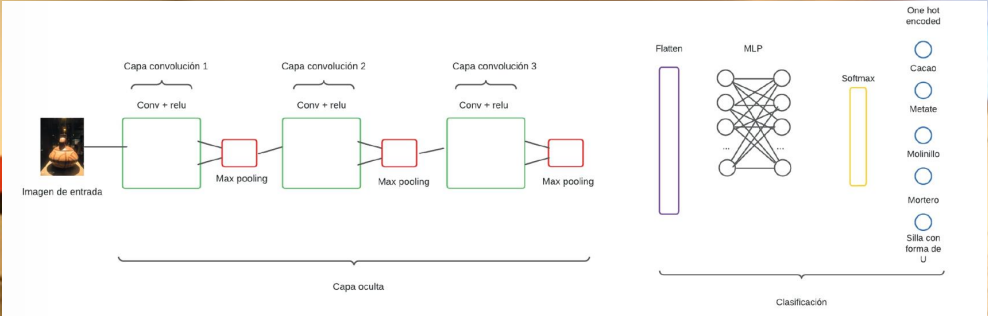 Capa convolución 1
Capa convolución 2
Capa convolución 3
Conv + relu
Conv + relu
Conv + relu
Imagen de entrada
Max pooling
Max pooling
Max pooling
Capa oculta
Flatten
MLP
...
...
Softmax
One hot
encoded
Cacao
Metate
Molinillo
Mortero
Silla con
forma de
U
Clasificación